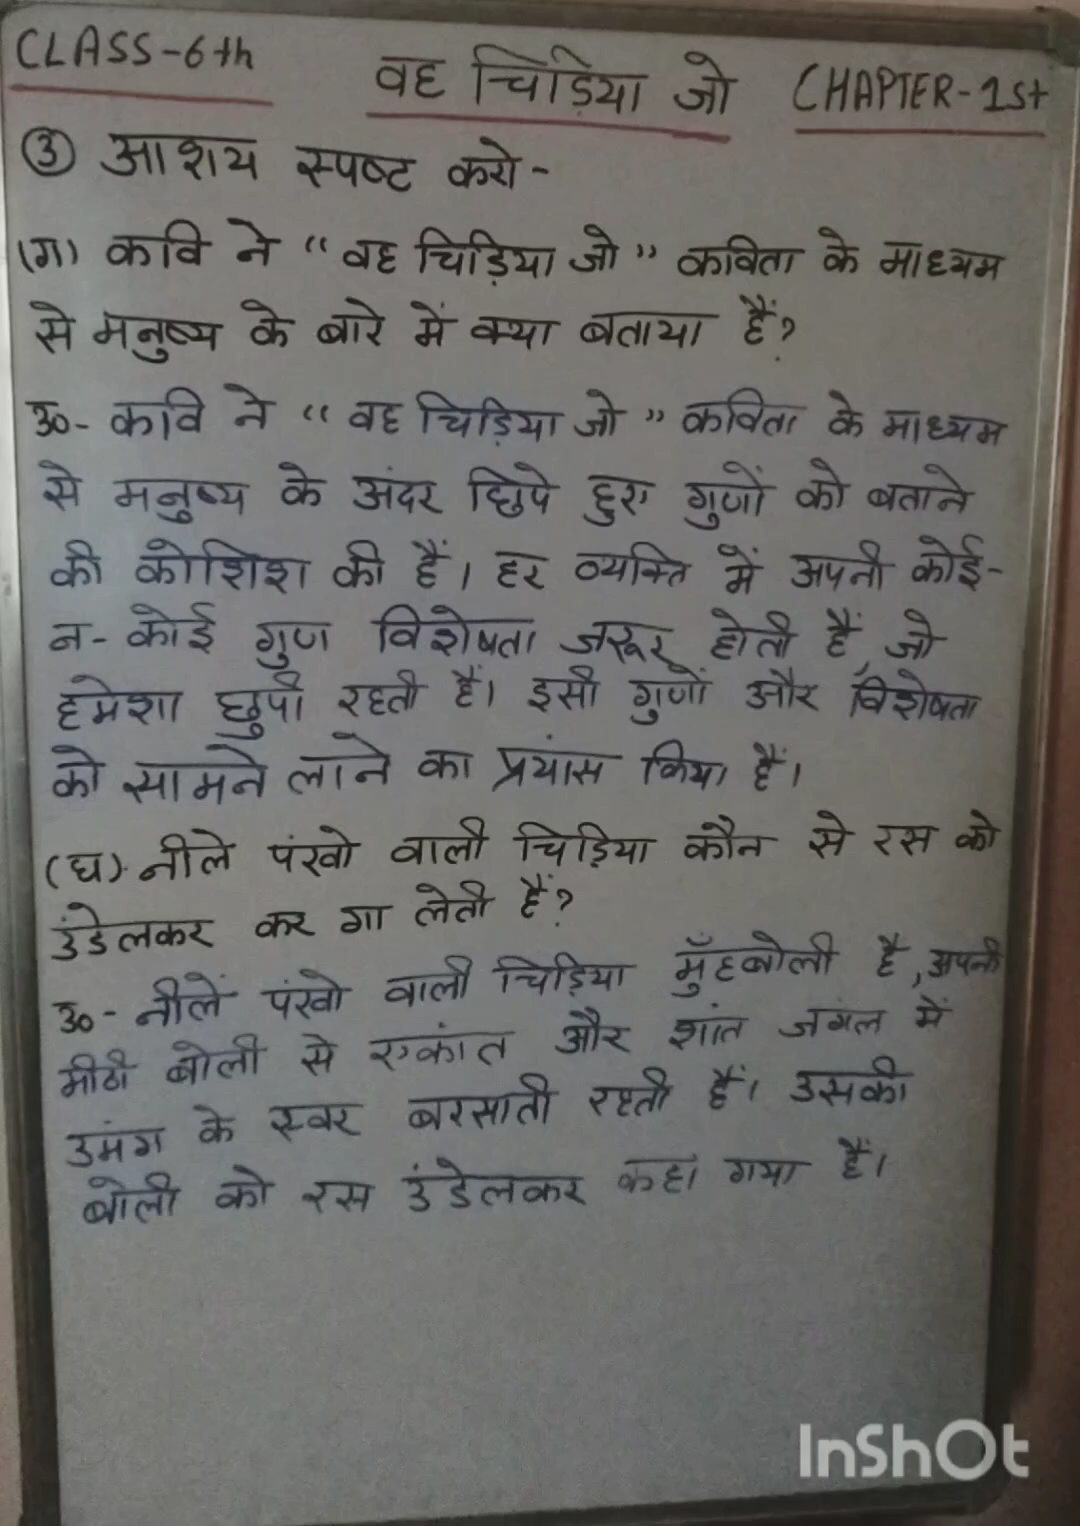 CLASS-6th वह चिड़िया जो CHAPTER-1st
③ आशय स्पष्ट करो-
(ग) कवि ने "वह चिड़िया जो" कविता के माध्यम
से मनुष्य के बारे में क्या बताया हैं?
उ०- कवि ने "वह चिड़िया जो" कविता के माध्यम
से मनुष्य के अंदर छिपे हुए गुणों को बताने
की कोशिश की हैं। हर व्यक्ति में अपनी कोई-
न-कोई गुण विशेषता जरूर होती हैं, जो
हमेशा छुपी रहती हैं। इसी गुणों और विशेषता
को सामने लाने का प्रयास किया हैं।
(घ) नीले पंखो वाली चिड़िया कौन से रस को
उंडेलकर कर गा लेती हैं?
उ०- नीलें पंखो वाली चिड़िया मुँहबोली है, अपनी
मीठी बोली से एकांत और शांत जंगल में
उमंग के स्वर बरसाती रहती हैं। उसकी
बोली को रस उंडेलकर कहा गया हैं।
InShOt